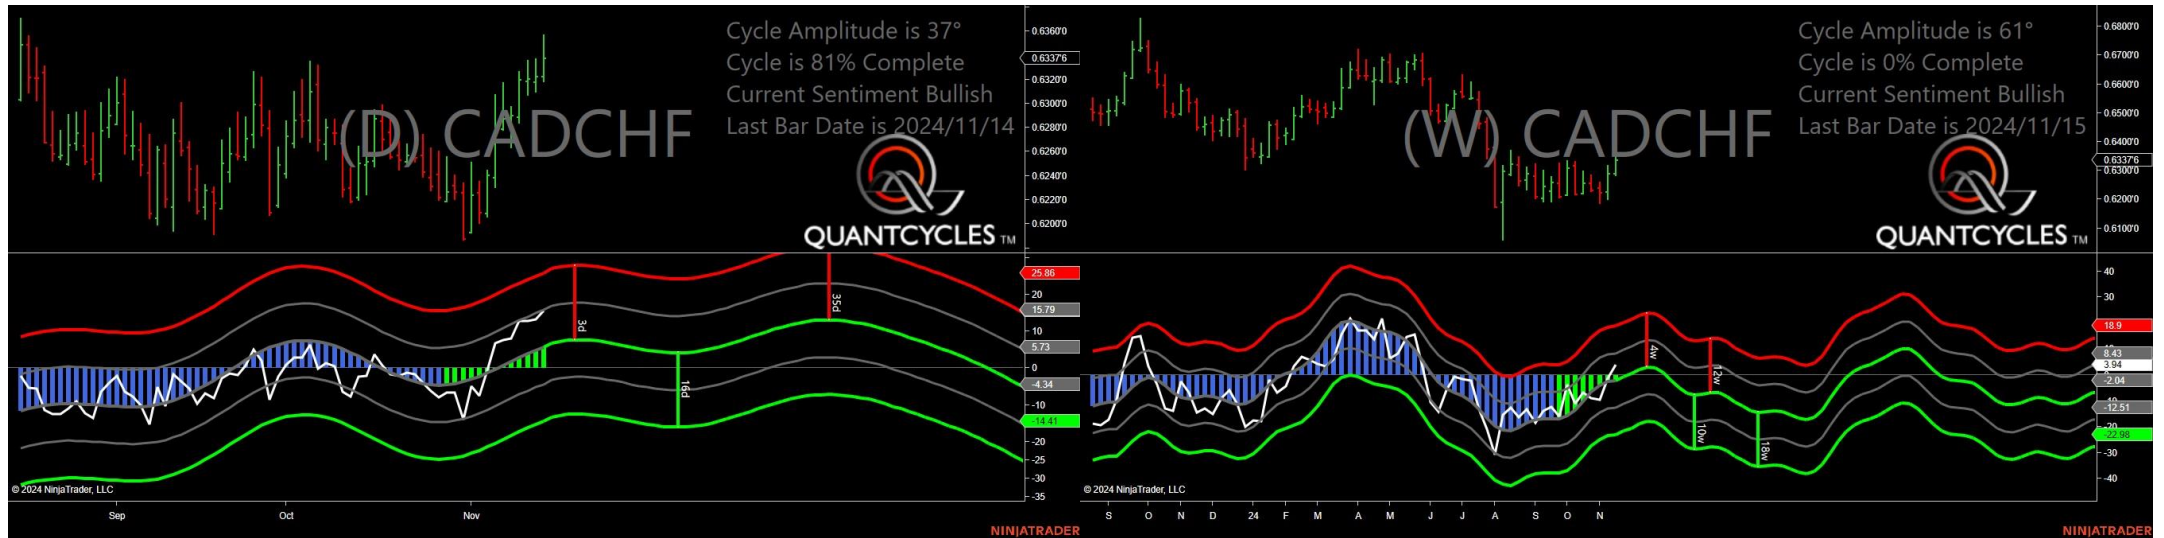 Cycle Amplitude is 37°
Cycle is 81% Complete
Current Sentiment Bullish
Last Bar Date is 2024/11/14
(D) CADCHF
QUANTCYCLES TM
0.6360'0
0.6337'6
0.6320'0
0.6300'0
0.6280'0
0.6260'0
0.6240'0
0.6220'0
0.6200'0
25.86
20
15.79
10
5.73
0
-4.34
-10
-14.41
-20
-25
-30
-35
3d
16d
35d
© 2024 NinjaTrader, LLC
Sep Oct Nov
NINJATRADER
Cycle Amplitude is 61°
Cycle is 0% Complete
Current Sentiment Bullish
Last Bar Date is 2024/11/15
(W) CADCHF
QUANTCYCLES TM
0.6800'0
0.6700'0
0.6600'0
0.6500'0
0.6400'0
0.6337'6
0.6300'0
0.6200'0
0.6100'0
40
30
18.9
8.43
3.94
-2.04
-12.51
-22.98
-30
-40
4w
12w
10w
18w
© 2024 NinjaTrader, LLC
S O N D 24 F M A M J J A S O N
NINJATRADER